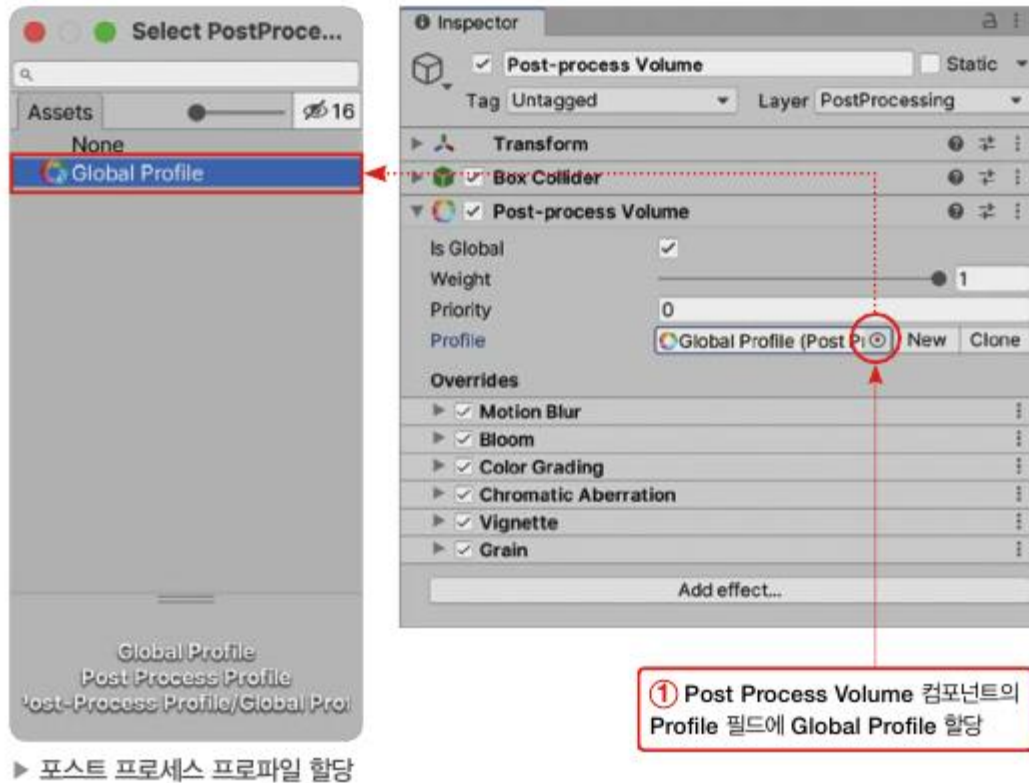 Select PostProce...
Assets
16
None
Global Profile
Global Profile
Post Process Profile
Post-Process Profile/Global Prof
▶ 포스트 프로세스 프로파일 할당
Inspector
Post-process Volume
Static
Tag Untagged
Layer PostProcessing
Transform
Box Collider
Post-process Volume
Is Global
Weight
1
Priority
0
Profile
Global Profile (Post Pr
New
Clone
Overrides
Motion Blur
Bloom
Color Grading
Chromatic Aberration
Vignette
Grain
Add effect...
① Post Process Volume 컴포넌트의
Profile 필드에 Global Profile 할당